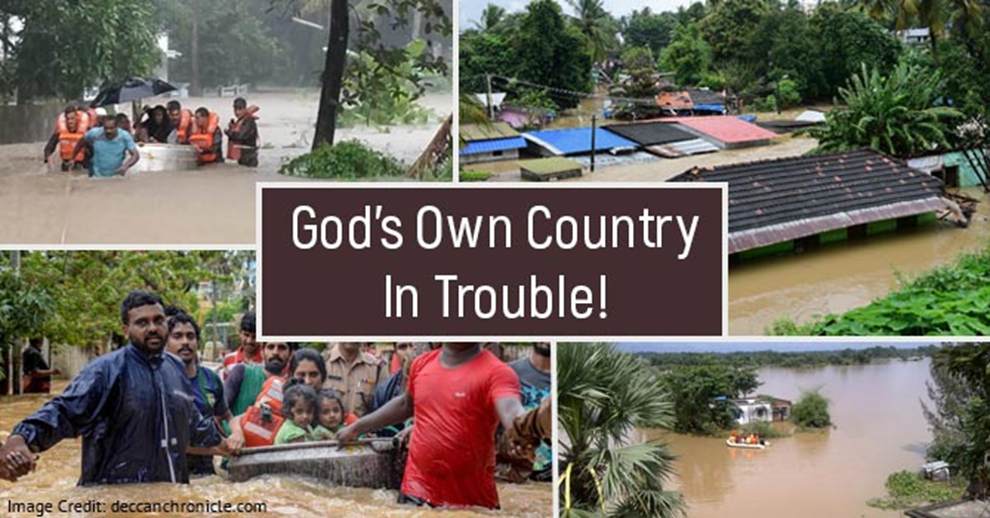 God's Own Country
In Trouble!
Image Credit: deccanchronicle.com